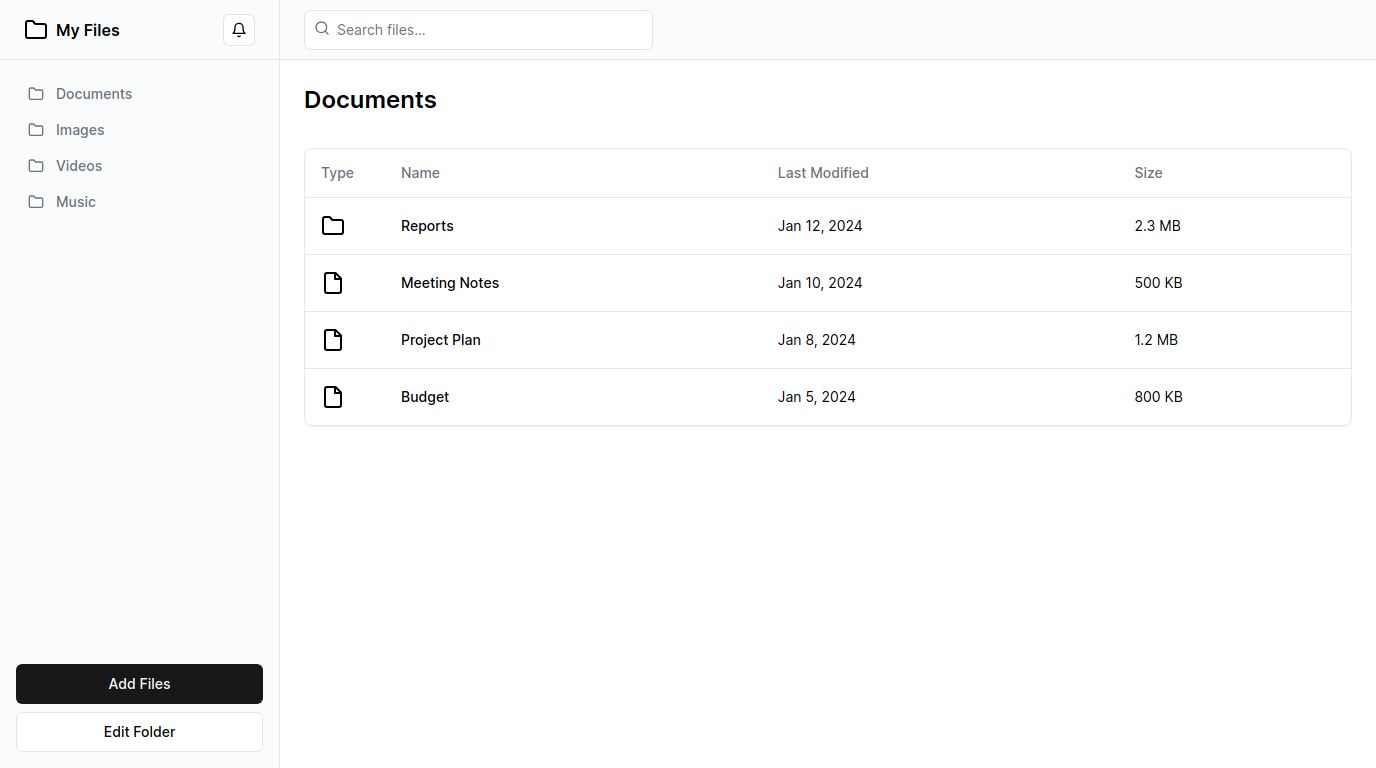 My Files
Search files...
Documents
Images
Videos
Music
Add Files
Edit Folder
Documents
Type Name Last Modified Size
Reports Jan 12, 2024 2.3 MB
Meeting Notes Jan 10, 2024 500 KB
Project Plan Jan 8, 2024 1.2 MB
Budget Jan 5, 2024 800 KB